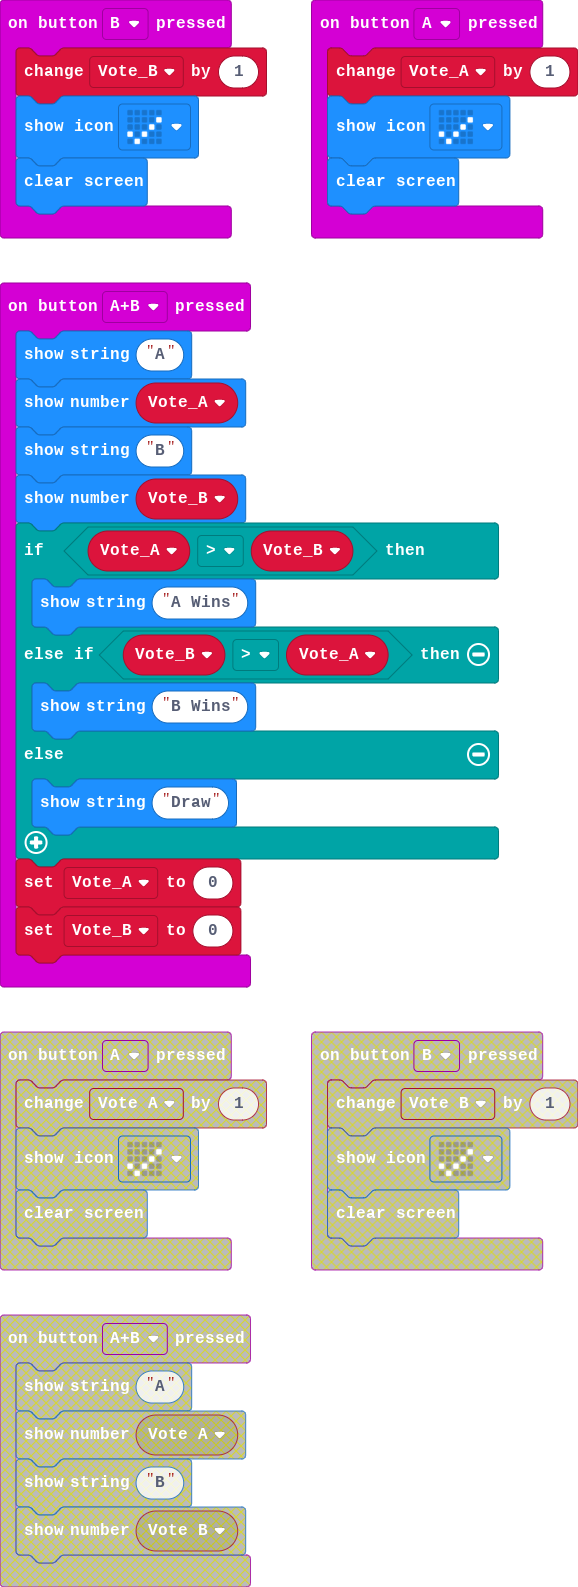 on button B pressed
change Vote_B by 1
show icon
clear screen
on button A pressed
change Vote_A by 1
show icon
clear screen
on button A+B pressed
show string "A"
show number Vote_A
show string "B"
show number Vote_B
if Vote_A > Vote_B then
show string "A Wins"
else if Vote_B > Vote_A then
show string "B Wins"
else
show string "Draw"
set Vote_A to 0
set Vote_B to 0
on button A pressed
change Vote A by 1
show icon
clear screen
on button B pressed
change Vote B by 1
show icon
clear screen
on button A+B pressed
show string "A"
show number Vote A
show string "B"
show number Vote B